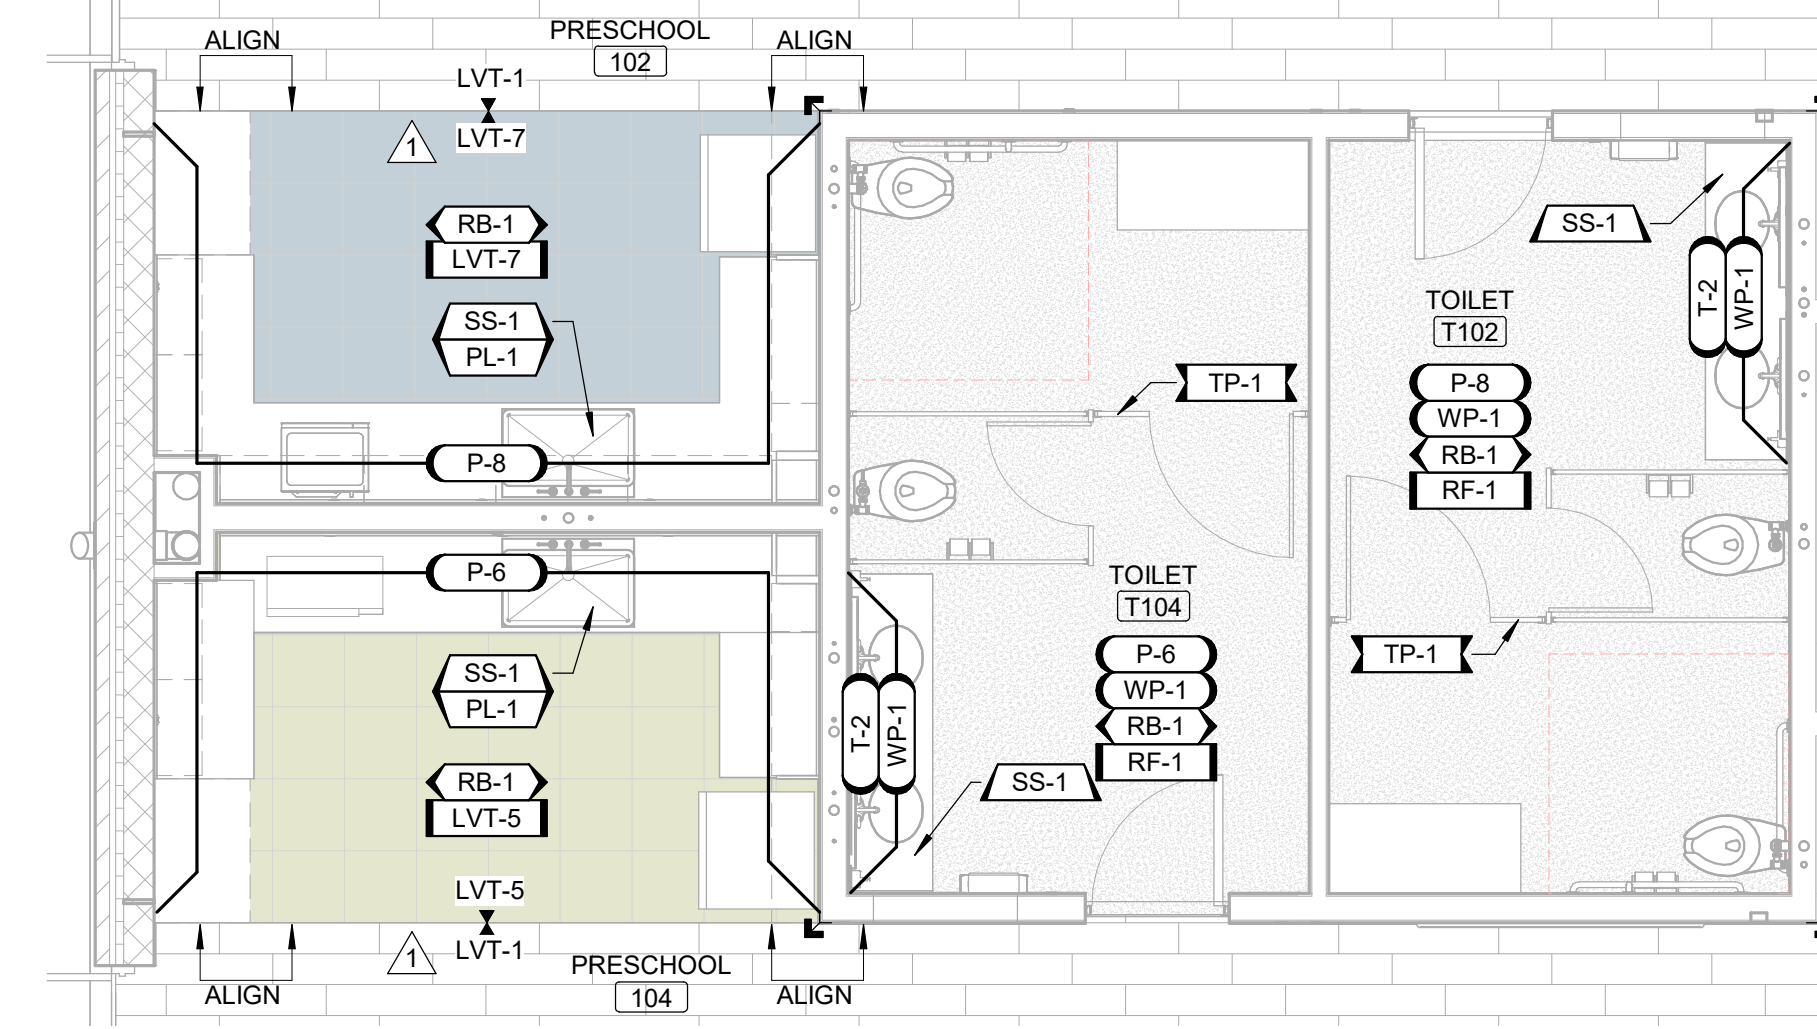 PRESCHOOL
102
ALIGN
ALIGN
LVT-1
LVT-7
1
RB-1
LVT-7
SS-1
PL-1
P-8
P-6
SS-1
PL-1
RB-1
LVT-5
LVT-5
LVT-1
1
ALIGN
ALIGN
PRESCHOOL
104
TP-1
TOILET
T104
P-6
WP-1
RB-1
RF-1
T-2
WP-1
SS-1
SS-1
T-2
WP-1
TOILET
T102
P-8
WP-1
RB-1
RF-1
TP-1